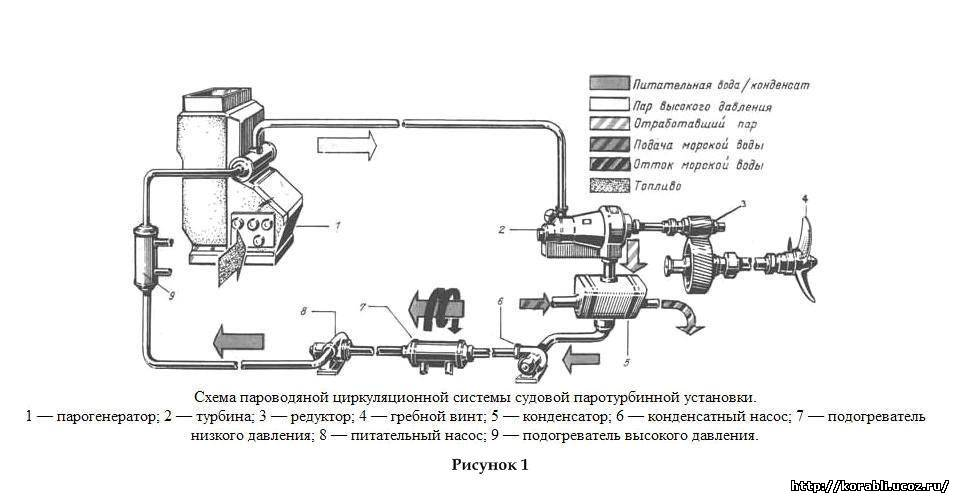 Питательная вода/конденсат
Пар высокого давления
Отработавший пар
Подача морской воды
Отток морской воды
Топливо
1
2
3
4
5
6
7
8
9
Схема пароводяной циркуляционной системы судовой паротурбинной установки.
1 — парогенератор; 2 — турбина; 3 — редуктор; 4 — гребной винт; 5 — конденсатор; 6 — конденсатный насос; 7 — подогреватель
низкого давления; 8 — питательный насос; 9 — подогреватель высокого давления.
Рисунок 1
http://korabli.ucoz.ru/